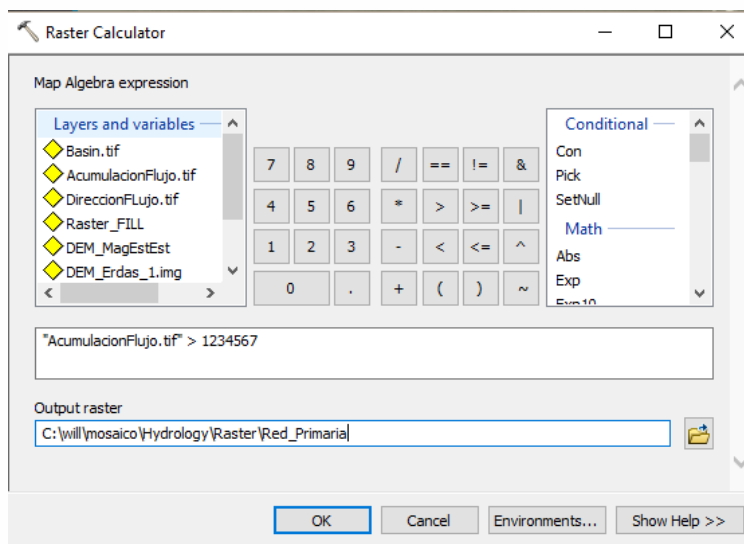 Raster Calculator
Map Algebra expression
Layers and variables
Basin.tif
AcumulacionFlujo.tif
DireccionFLujo.tif
Raster_FILL
DEM_MagEstEst
DEM_Erdas_1.img
7 8 9 / == != &
4 5 6 * > >= |
1 2 3 - < <= ^
0 . + ( ) ~
Conditional
Con
Pick
SetNull
Math
Abs
Exp
Exp10
"AcumulacionFlujo.tif" > 1234567
Output raster
C:\will\mosaico\Hydrology\Raster\Red_Primaria
OK Cancel Environments... Show Help >>